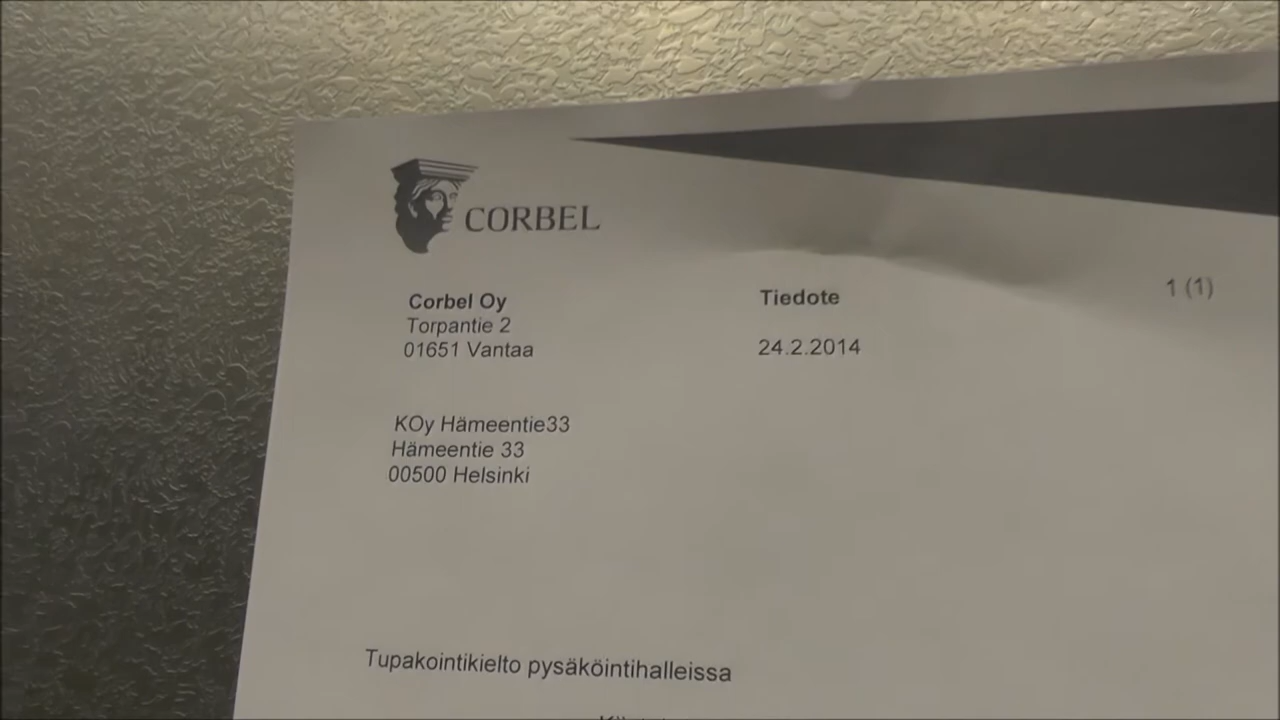 CORBEL
Corbel Oy
Torpantie 2
01651 Vantaa
Tiedote
24.2.2014
1 (1)
KOy Hämeentie33
Hämeentie 33
00500 Helsinki
Tupakointikielto pysäköintihalleissa